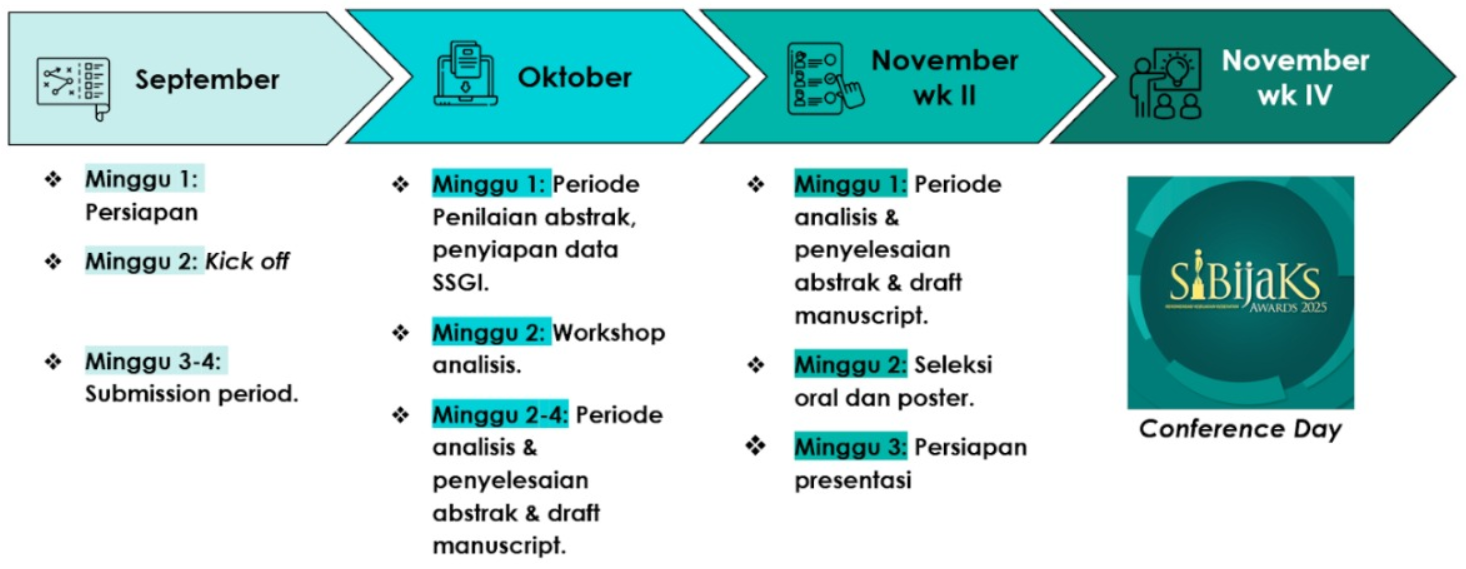 September
Minggu 1:
Persiapan
Minggu 2: Kick off
Minggu 3-4:
Submission period.
Oktober
Minggu 1: Periode
Penilaian abstrak,
penyiapan data
SSGI.
Minggu 2: Workshop
analisis.
Minggu 2-4: Periode
analisis &
penyelesaian
abstrak & draft
manuscript.
November
wk II
Minggu 1: Periode
analisis &
penyelesaian
abstrak & draft
manuscript.
Minggu 2: Seleksi
oral dan poster.
Minggu 3: Persiapan
presentasi
November
wk IV
SiBijaKs
AWARDS 2025
Conference Day